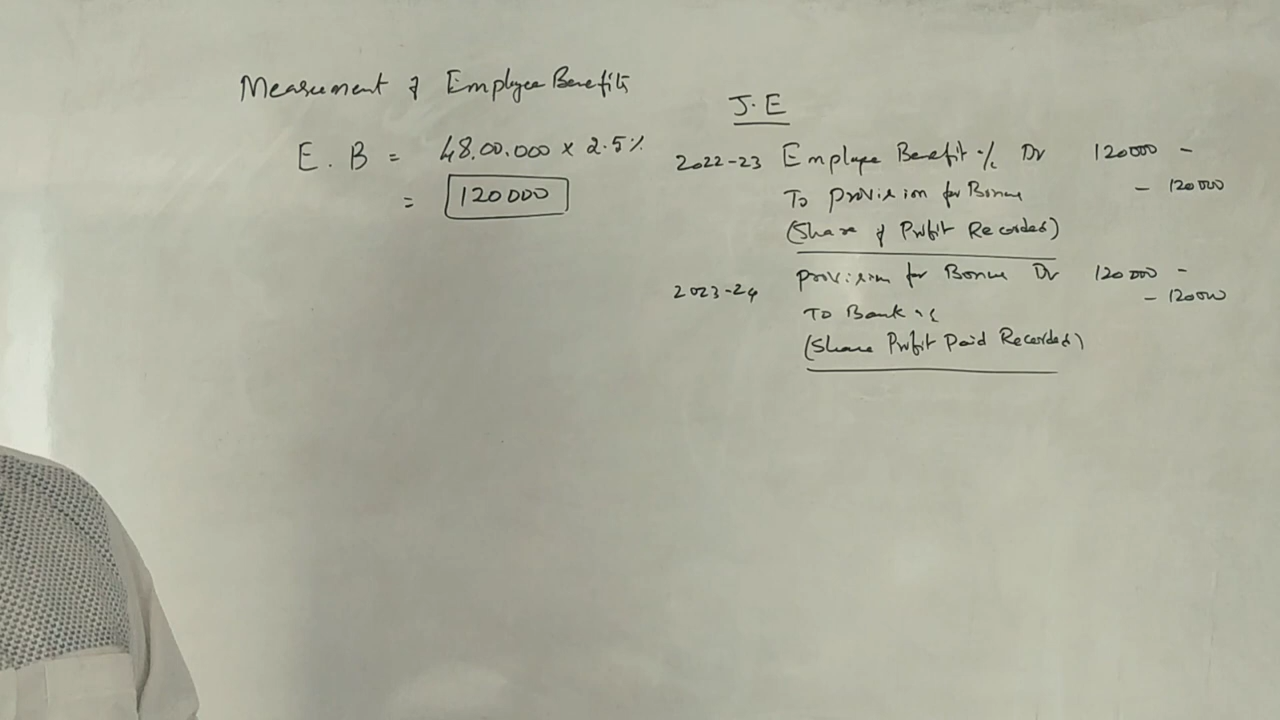 Measurement of Employee Benefits
E. B = 48,00,000 x 2.5%
= 120000
J.E
2022-23 Employee Benefit A/c Dr 120000 -
To Provision for Bonus - 120000
(Share of Profit Recorded)
2023-24 Provision for Bonus Dr 120000 -
To Bank A/c - 120000
(Share Profit Paid Recorded)